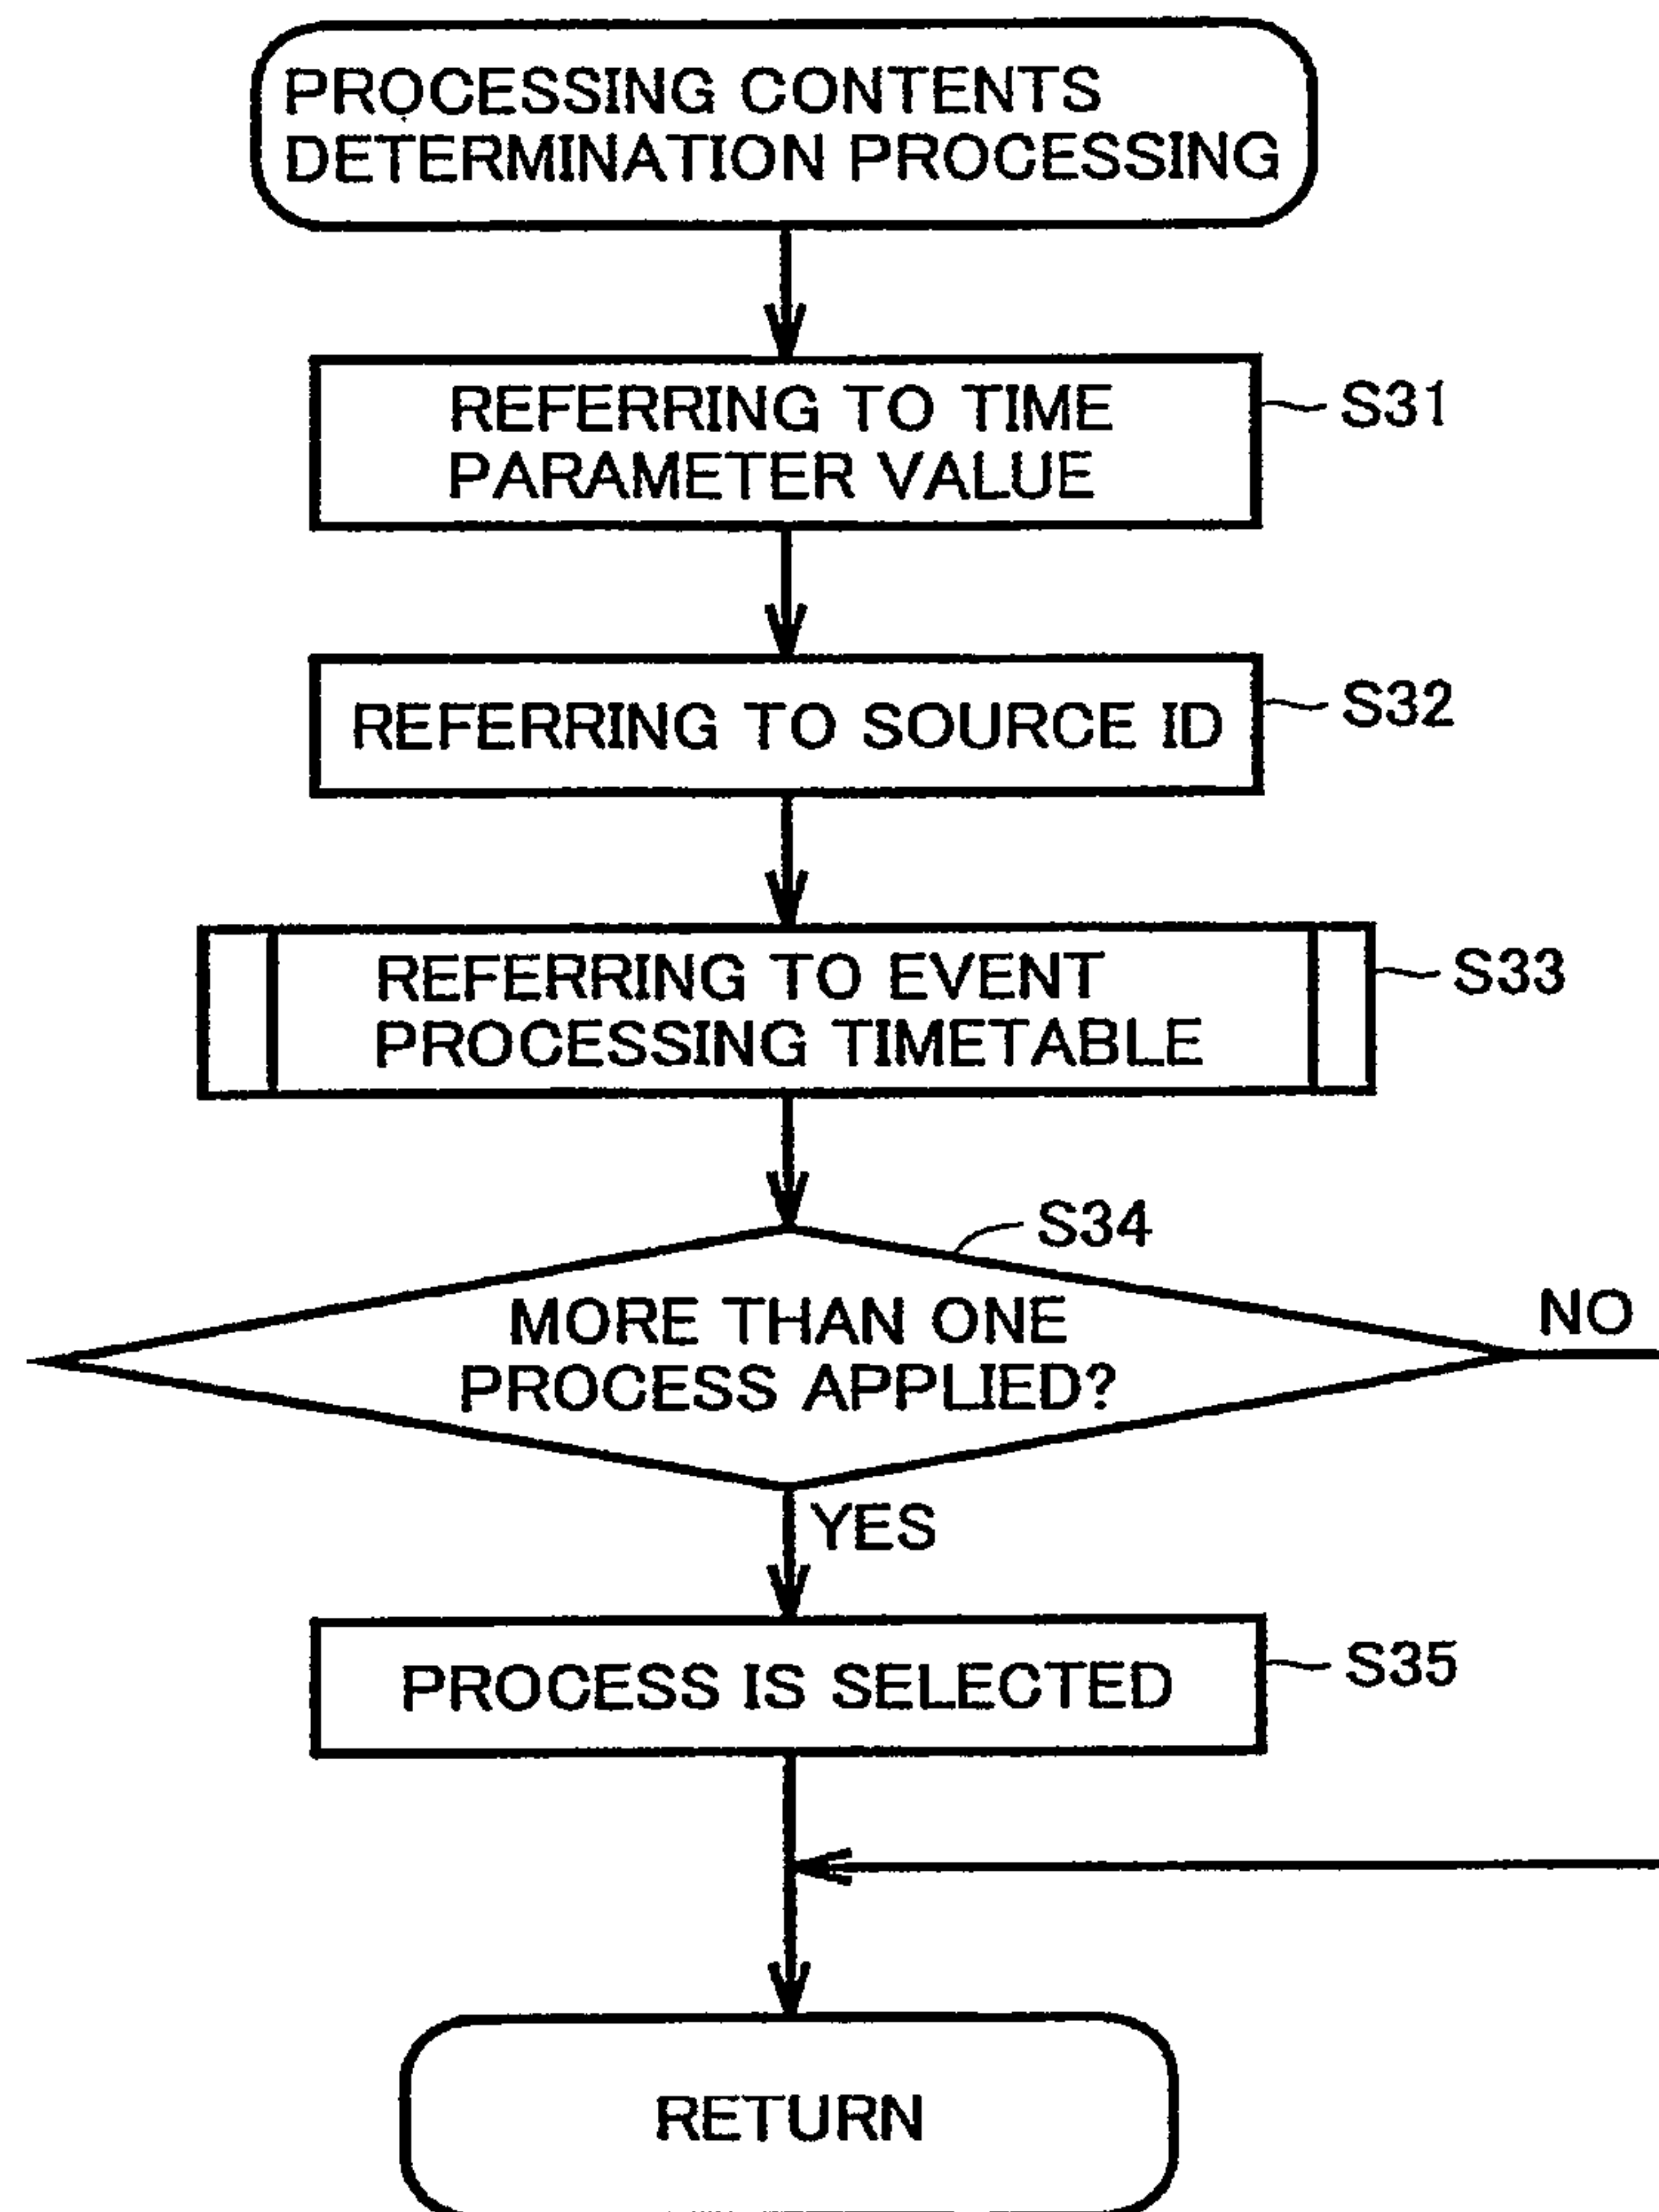 PROCESSING CONTENTS
DETERMINATION PROCESSING
REFERRING TO TIME
PARAMETER VALUE
S31
REFERRING TO SOURCE ID
S32
REFERRING TO EVENT
PROCESSING TIMETABLE
S33
S34
MORE THAN ONE
PROCESS APPLIED?
NO
YES
PROCESS IS SELECTED
S35
RETURN